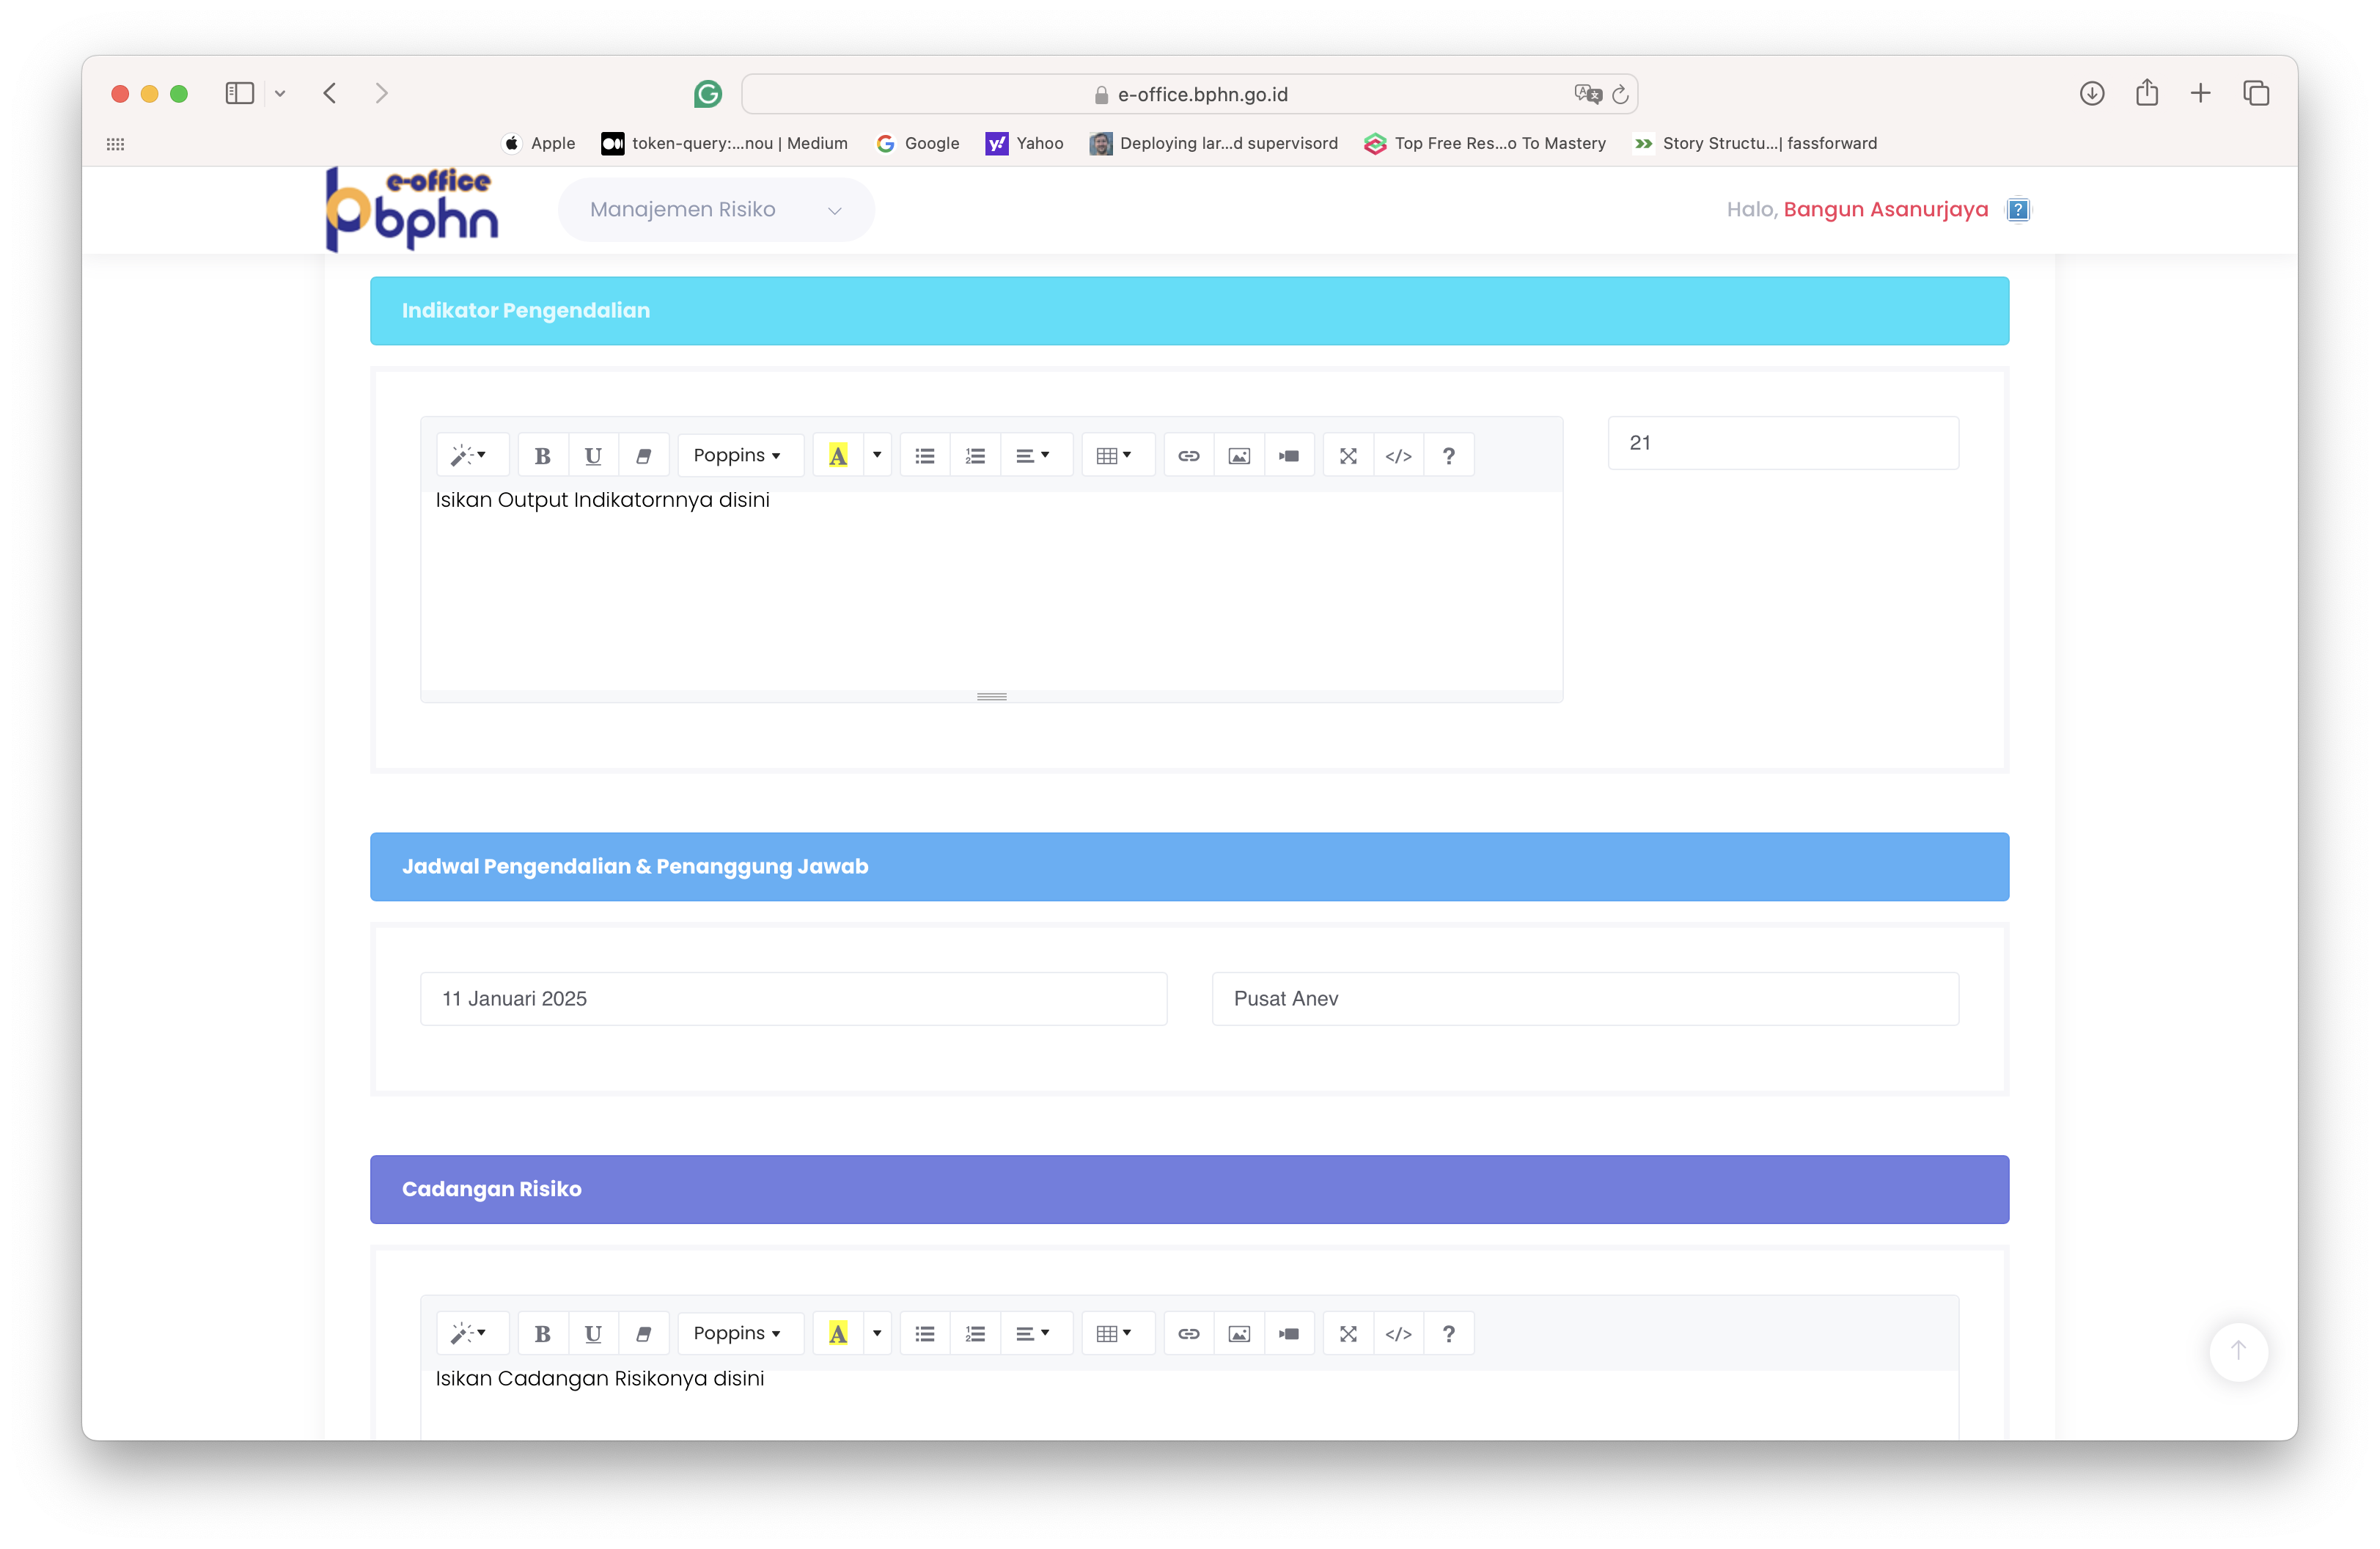 e-office.bphn.go.id
Apple
token-query:...nou | Medium
Google
Yahoo
Deploying lar...d supervisord
Top Free Res...o To Mastery
Story Structu...| fassforward
e-office
bphn
Manajemen Risiko
Halo, Bangun Asanurjaya
Indikator Pengendalian
B U Poppins A </> ?
21
Isikan Output Indikatornnya disini
Jadwal Pengendalian & Penanggung Jawab
11 Januari 2025
Pusat Anev
Cadangan Risiko
B U Poppins A </> ?
Isikan Cadangan Risikonya disini